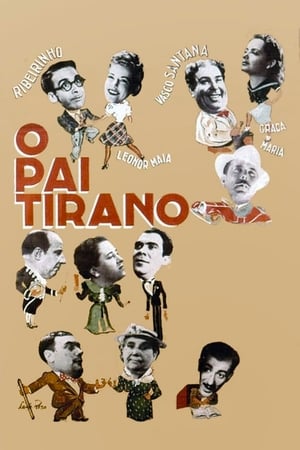 RIBEIRINHO
LEONOR MAIA
VASCO SANTANA
GRAÇA
MARIA
O
PAI
TIRANO